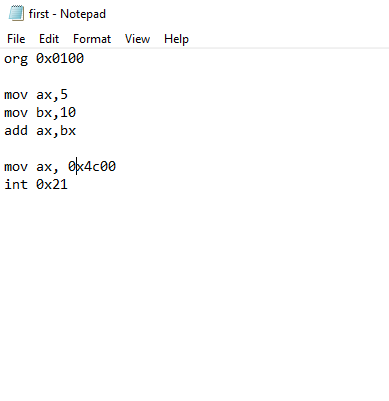 first - Notepad
File Edit Format View Help
org 0x0100
mov ax,5
mov bx,10
add ax,bx
mov ax, 0x4c00
int 0x21